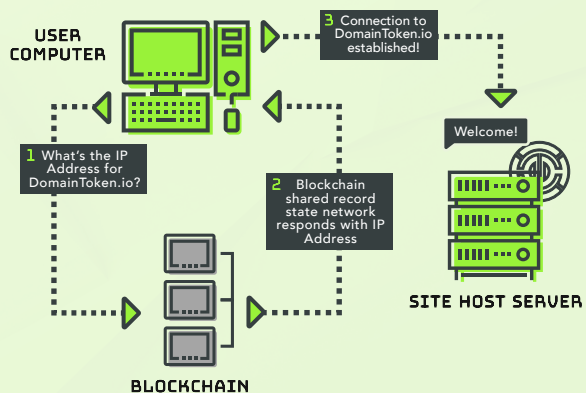 USER
COMPUTER
3 Connection to
DomainToken.io
established!
Welcome!
1 What's the IP
Address for
DomainToken.io?
2 Blockchain
shared record
state network
responds with IP
Address
SITE HOST SERVER
BLOCKCHAIN